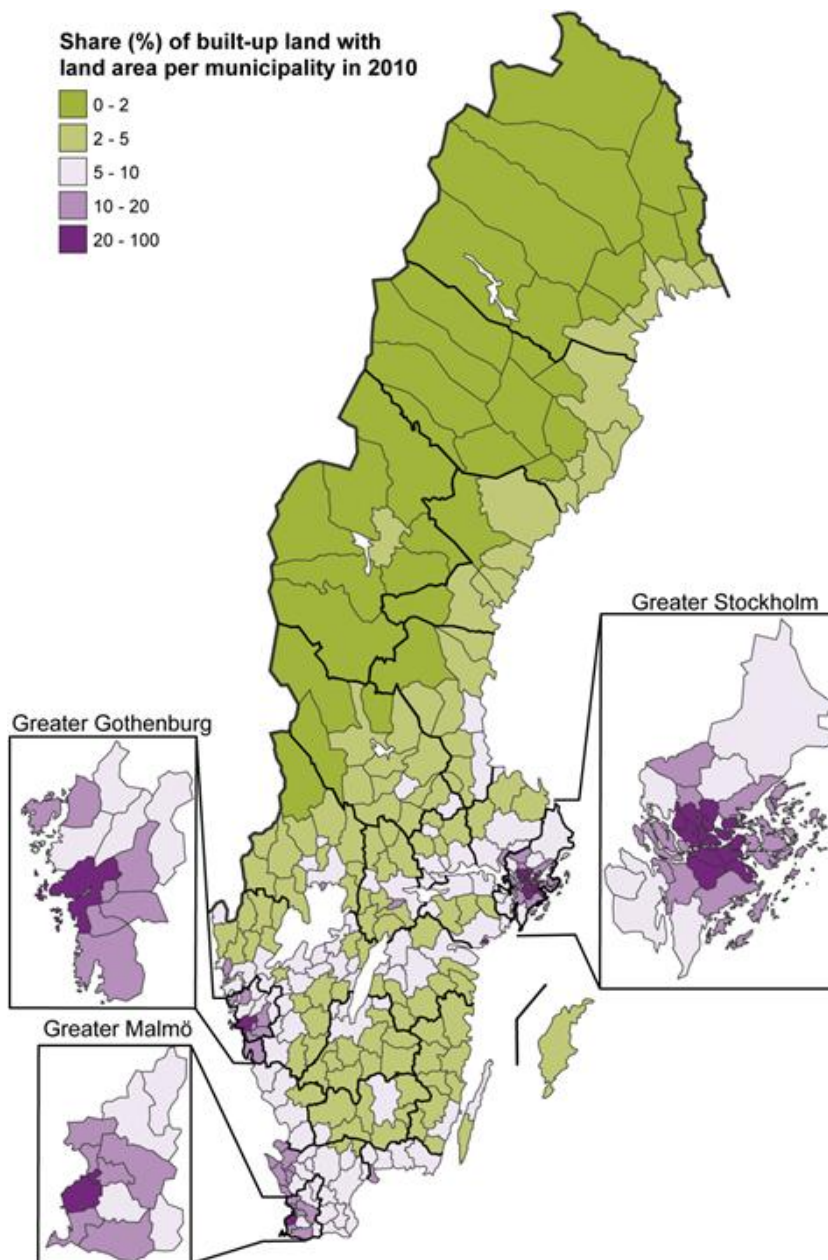 Share (%) of built-up land with
land area per municipality in 2010
0 - 2
2 - 5
5 - 10
10 - 20
20 - 100
Greater Stockholm
Greater Gothenburg
Greater Malmö